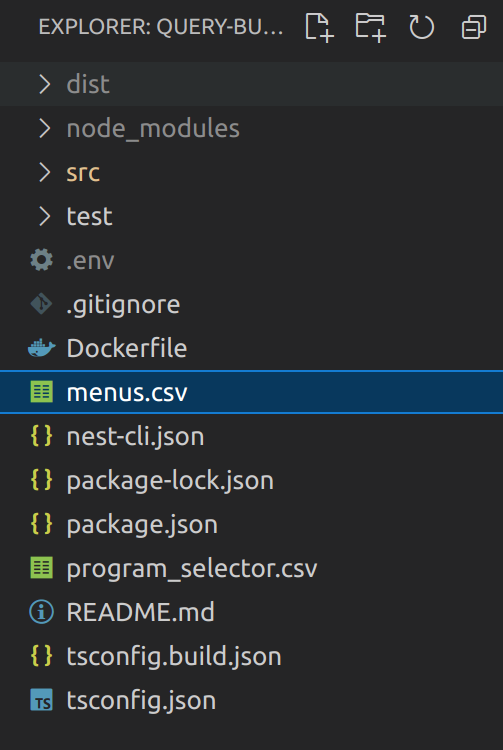 EXPLORER: QUERY-BU...
dist
node_modules
src
test
.env
.gitignore
Dockerfile
menus.csv
{ } nest-cli.json
{ } package-lock.json
{ } package.json
program_selector.csv
README.md
{ } tsconfig.build.json
TS tsconfig.json